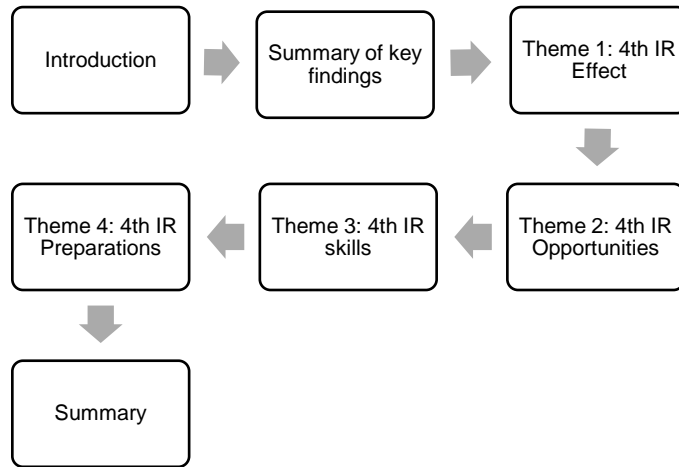 Introduction
Summary of key
findings
Theme 1: 4th IR
Effect
Theme 2: 4th IR
Opportunities
Theme 3: 4th IR
skills
Theme 4: 4th IR
Preparations
Summary